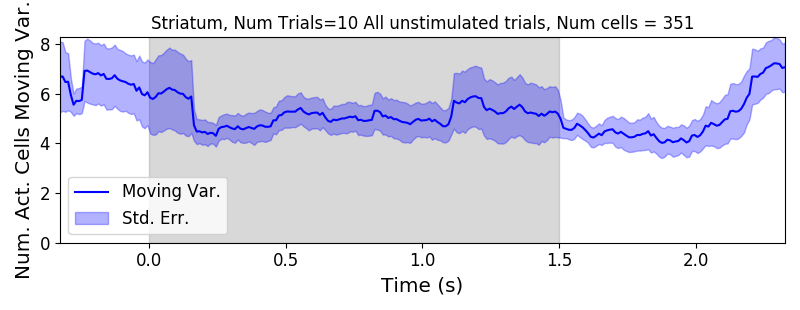 Striatum, Num Trials=10 All unstimulated trials, Num cells = 351
Num. Act. Cells Moving Var.
8
6
4
2
0
Moving Var.
Std. Err.
0.0 0.5 1.0 1.5 2.0
Time (s)